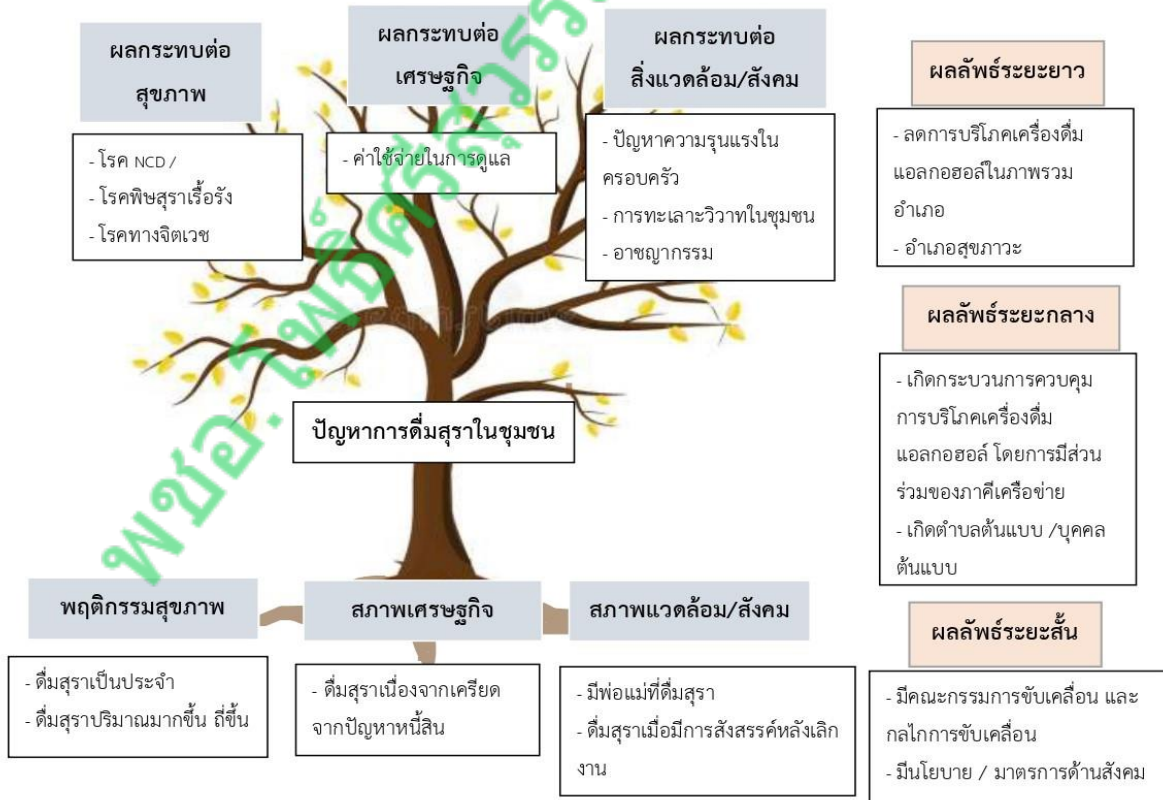 ผลกระทบต่อ
สุขภาพ
- โรค NCD /
- โรคพิษสุราเรื้อรัง
- โรคทางจิตเวช
ผลกระทบต่อ
เศรษฐกิจ
- ค่าใช้จ่ายในการดูแล
ผลกระทบต่อ
สิ่งแวดล้อม/สังคม
- ปัญหาความรุนแรงใน
ครอบครัว
- การทะเลาะวิวาทในชุมชน
- อาชญากรรม
ปัญหาการดื่มสุราในชุมชน
พฤติกรรมสุขภาพ
- ดื่มสุราเป็นประจำ
- ดื่มสุราปริมาณมากขึ้น ถี่ขึ้น
สภาพเศรษฐกิจ
- ดื่มสุราเนื่องจากเครียด
จากปัญหาหนี้สิน
สภาพแวดล้อม/สังคม
- มีพ่อแม่ที่ดื่มสุรา
- ดื่มสุราเมื่อมีการสังสรรค์หลังเลิก
งาน
ผลลัพธ์ระยะยาว
- ลดการบริโภคเครื่องดื่ม
แอลกอฮอล์ในภาพรวม
อำเภอ
- อำเภอสุขภาวะ
ผลลัพธ์ระยะกลาง
- เกิดกระบวนการควบคุม
การบริโภคเครื่องดื่ม
แอลกอฮอล์ โดยการมีส่วน
ร่วมของภาคีเครือข่าย
- เกิดตำบลต้นแบบ /บุคคล
ต้นแบบ
ผลลัพธ์ระยะสั้น
- มีคณะกรรมการขับเคลื่อน และ
กลไกการขับเคลื่อน
- มีนโยบาย / มาตรการด้านสังคม
พชอ.โพธิ์ศรีสุวรร